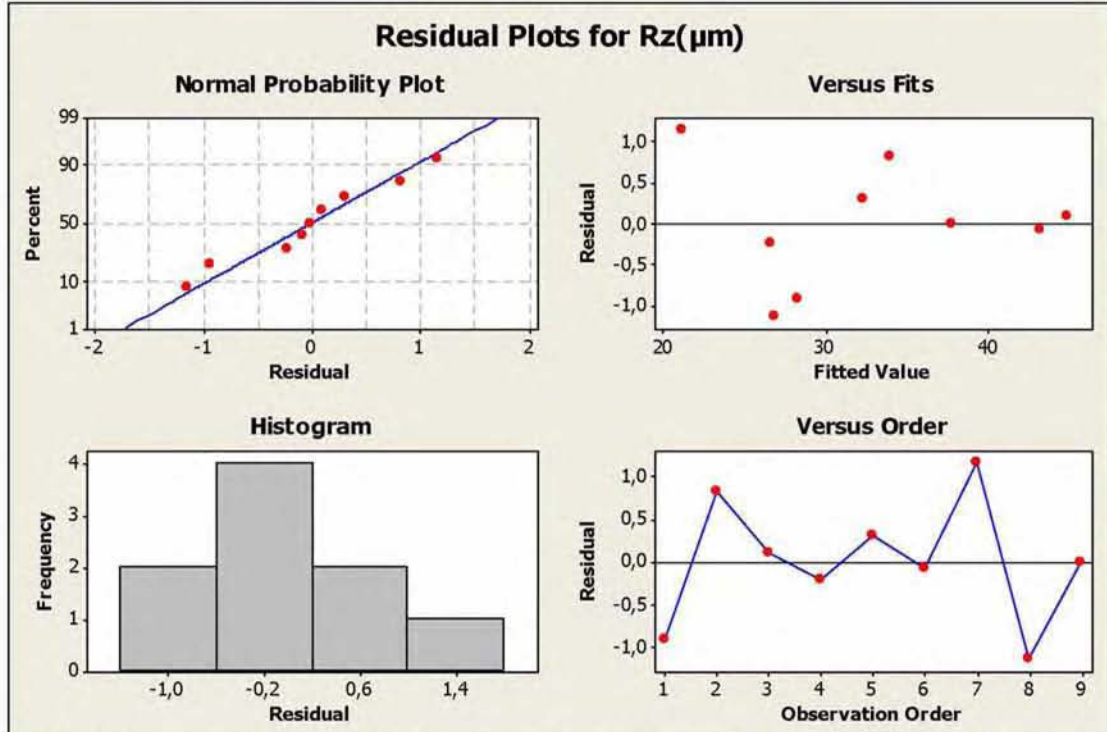 Residual Plots for Rz(µm)
Normal Probability Plot
99
90
50
10
1
Percent
-2 -1 0 1 2
Residual
Versus Fits
1,0
0,5
0,0
-0,5
-1,0
Residual
20 30 40
Fitted Value
Histogram
4
3
2
1
0
Frequency
-1,0 -0,2 0,6 1,4
Residual
Versus Order
1,0
0,5
0,0
-0,5
-1,0
Residual
1 2 3 4 5 6 7 8 9
Observation Order